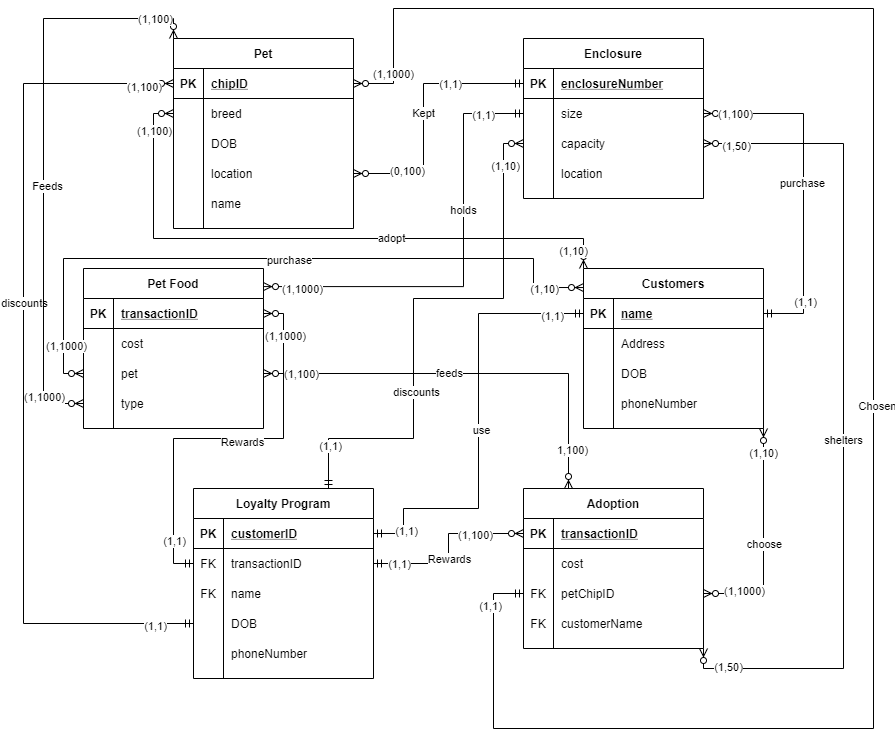 (1,100)
Pet
Enclosure
(1,1000)
(1,100)
PK chipID
(1,1)
PK enclosureNumber
breed
Kept
(1,1)
size
(1,100)
(1,100)
DOB
capacity
(1,50)
(1,10)
location
(0,100)
location
purchase
Feeds
name
holds
adopt
(1,10)
purchase
Pet Food
(1,1000)
(1,10)
Customers
discounts
(1,1)
PK transactionID
(1,1)
PK name
(1,1000)
(1,1000)
cost
Address
pet
(1,100)
feeds
DOB
discounts
(1,1000)
type
phoneNumber
Chosen
use
Rewards
(1,1)
1,100)
(1,10)
shelters
Loyalty Program
Adoption
(1,1)
PK customerID
(1,1)
(1,100)
PK transactionID
FK transactionID
(1,1)
Rewards
cost
choose
FK name
(1,1)
FK petChipID
(1,1000)
(1,1)
DOB
FK customerName
phoneNumber
(1,50)